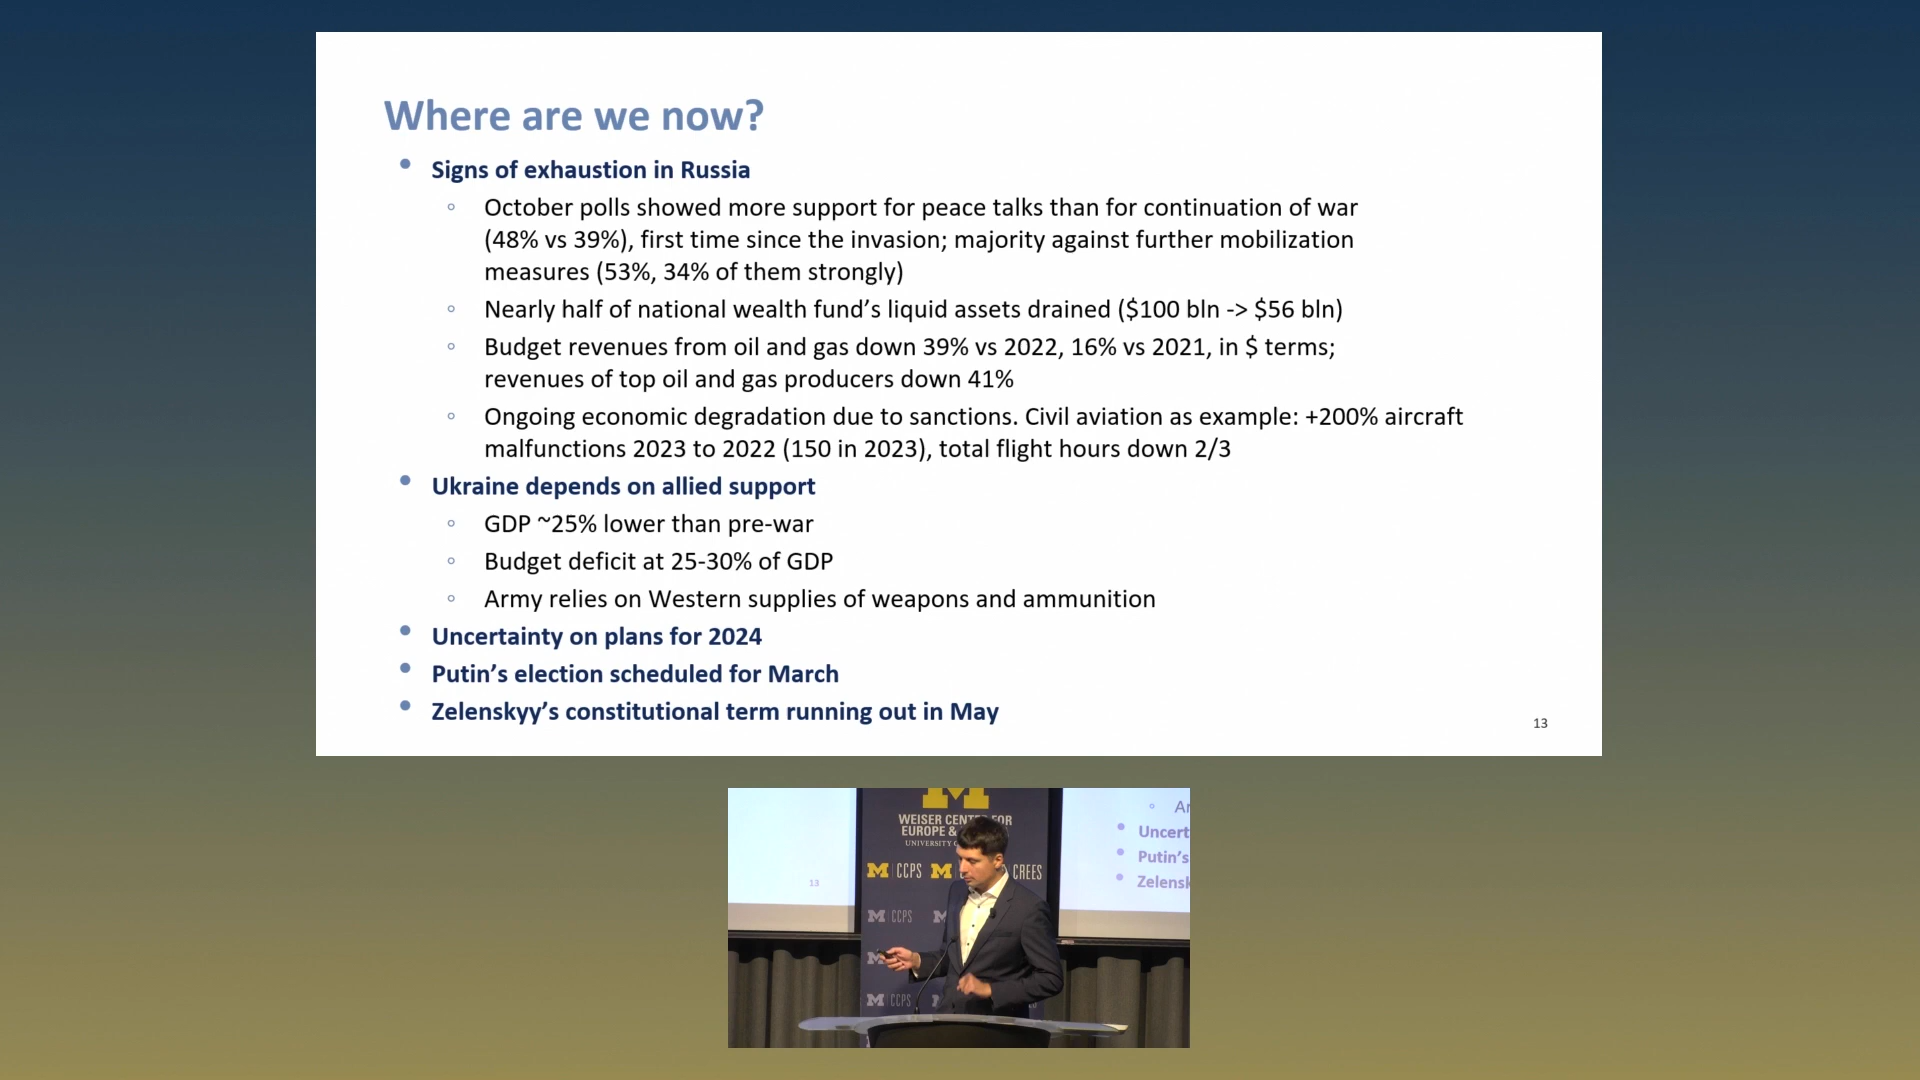 Where are we now?
• Signs of exhaustion in Russia
◦ October polls showed more support for peace talks than for continuation of war
(48% vs 39%), first time since the invasion; majority against further mobilization
measures (53%, 34% of them strongly)
◦ Nearly half of national wealth fund’s liquid assets drained ($100 bln -> $56 bln)
◦ Budget revenues from oil and gas down 39% vs 2022, 16% vs 2021, in $ terms;
revenues of top oil and gas producers down 41%
◦ Ongoing economic degradation due to sanctions. Civil aviation as example: +200% aircraft
malfunctions 2023 to 2022 (150 in 2023), total flight hours down 2/3
• Ukraine depends on allied support
◦ GDP ~25% lower than pre-war
◦ Budget deficit at 25-30% of GDP
◦ Army relies on Western supplies of weapons and ammunition
• Uncertainty on plans for 2024
• Putin’s election scheduled for March
• Zelenskyy’s constitutional term running out in May
13
M
WEISER CENTER FOR
EUROPE &
UNIVERSITY
M CCPS M CREES
M CCPS M
M
M CCPS
13
◦ Ar
• Uncert
• Putin’s
• Zelensk